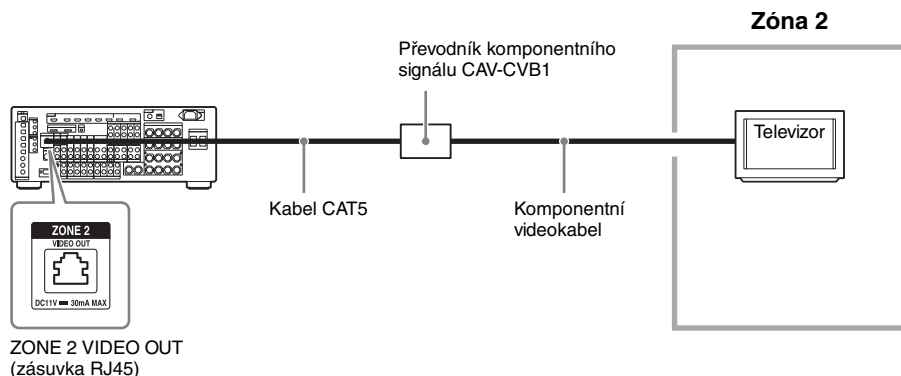 Zóna 2
Převodník komponentního
signálu CAV-CVB1
Televizor
Kabel CAT5
Komponentní
videokabel
ZONE 2
VIDEO OUT
DC11V 30mA MAX
ZONE 2 VIDEO OUT
(zásuvka RJ45)